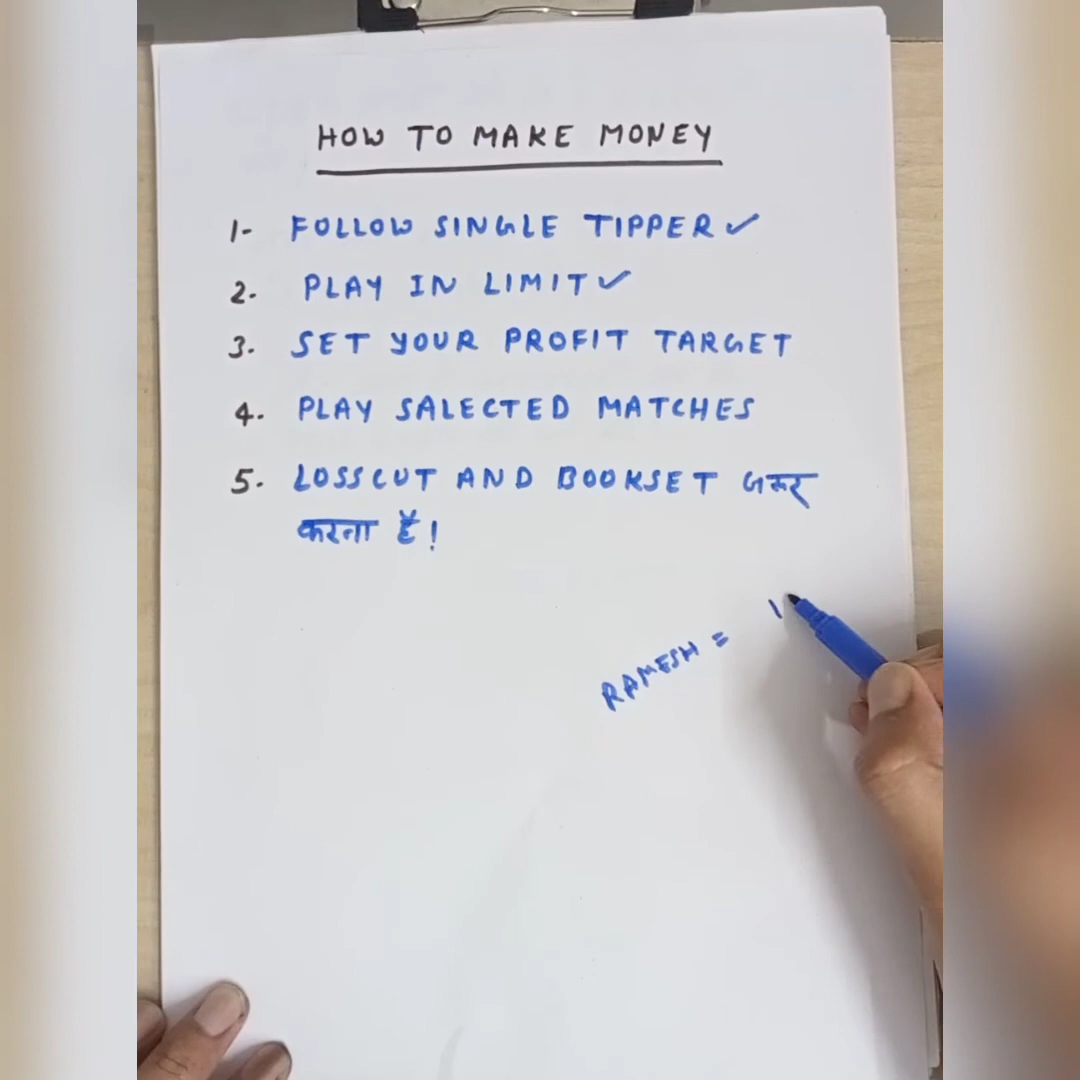 HOW TO MAKE MONEY
1- FOLLOW SINGLE TIPPER ✓
2. PLAY IN LIMIT ✓
3. SET YOUR PROFIT TARGET
4. PLAY SALECTED MATCHES
5. LOSSCUT AND BOOKSET जरूर
करना है!
RAMESH =